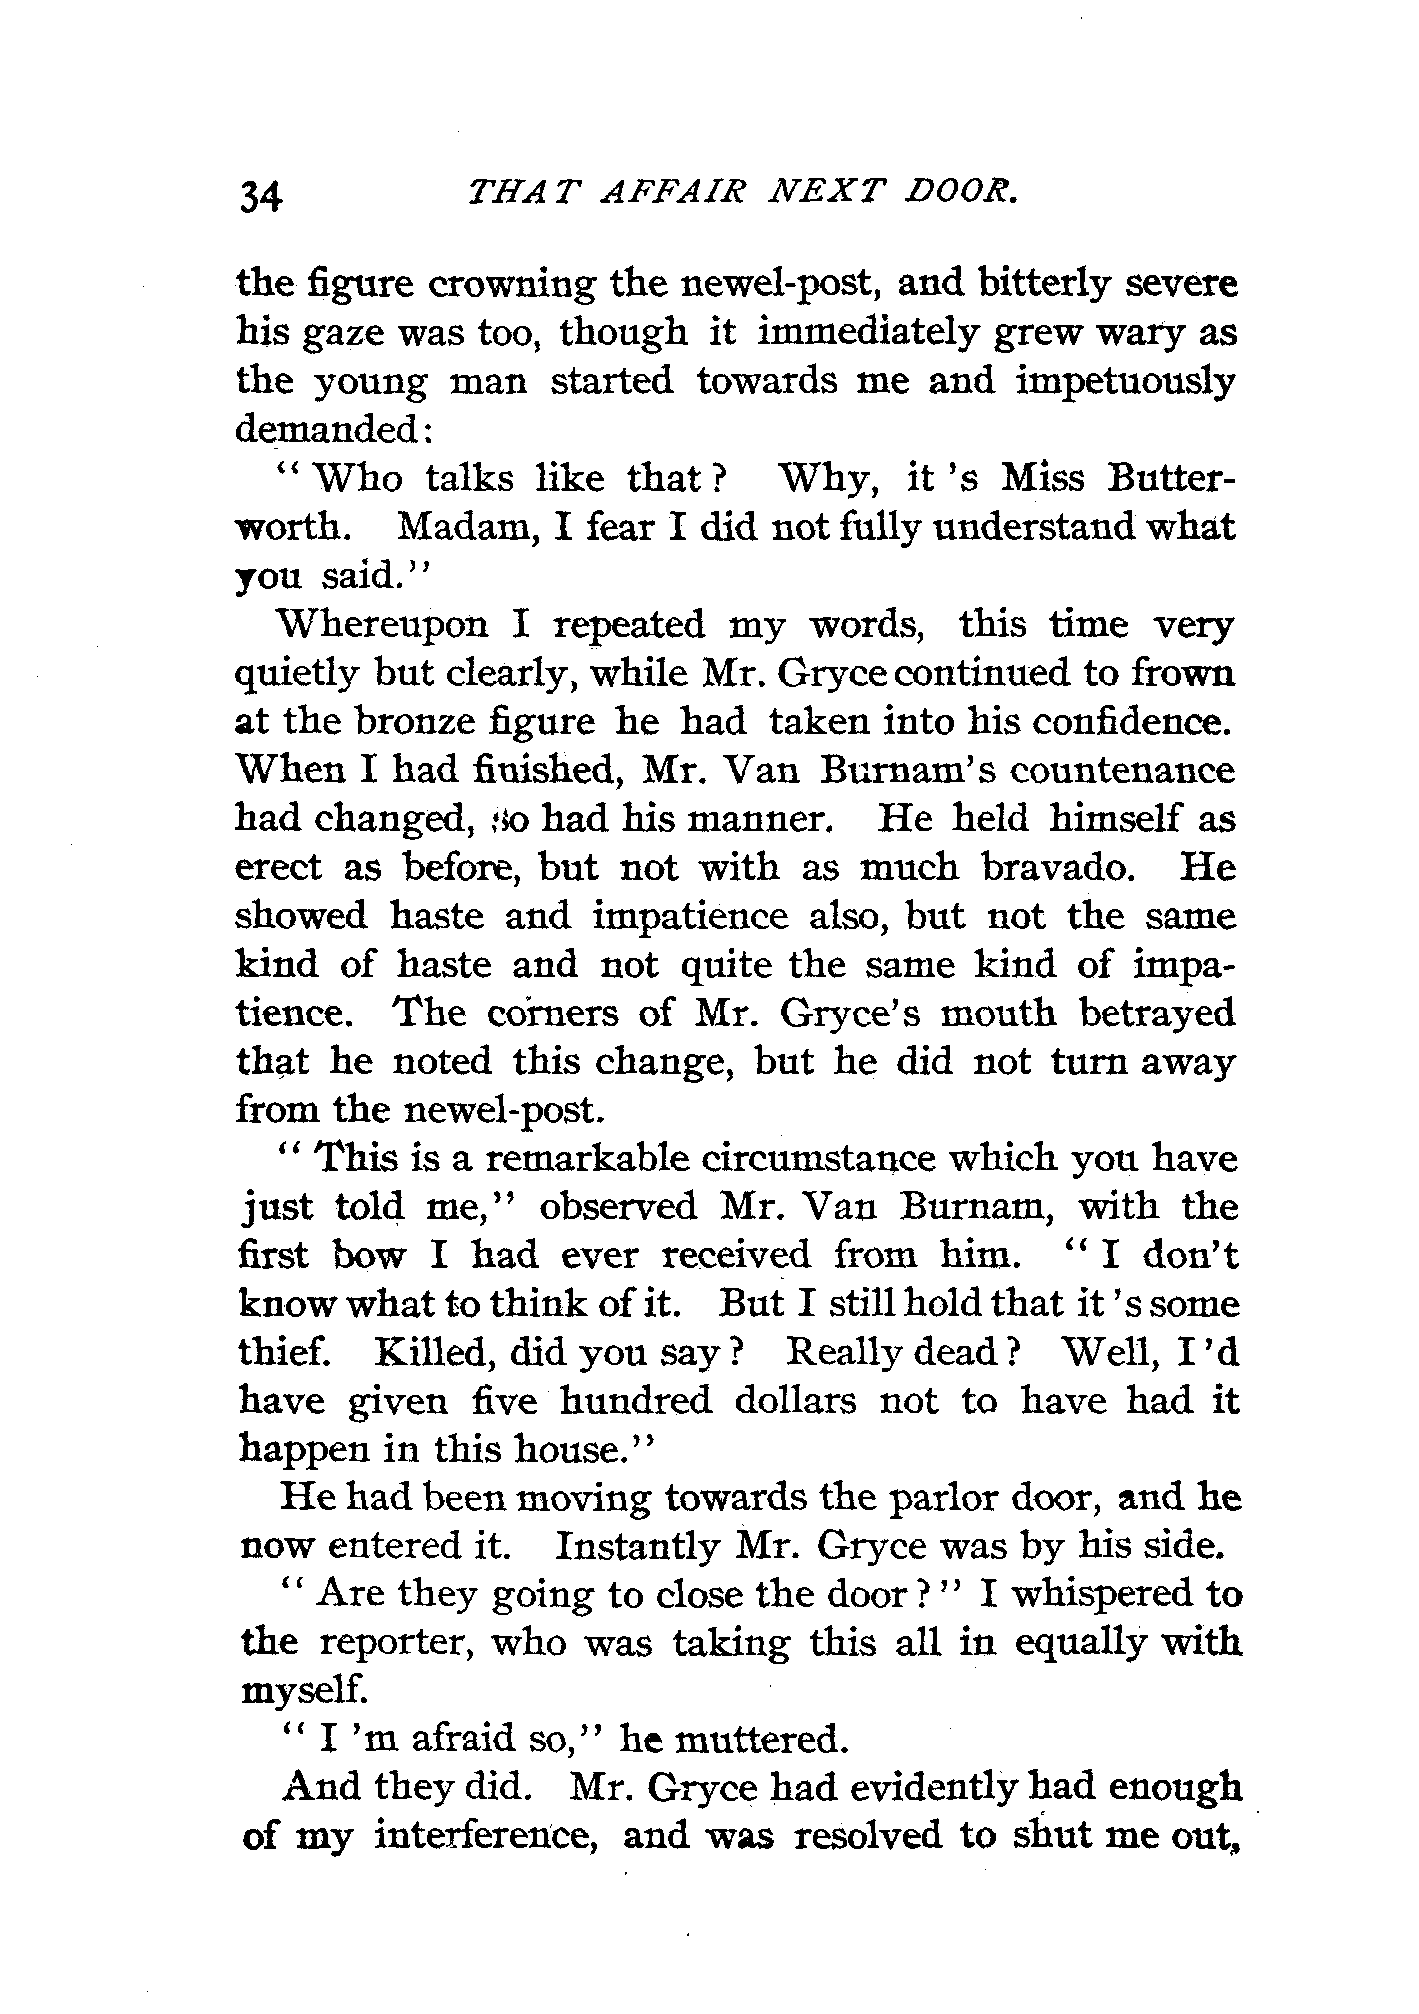 34 THAT AFFAIR NEXT DOOR.
the figure crowning the newel-post, and bitterly severe
his gaze was too, though it immediately grew wary as
the young man started towards me and impetuously
demanded:
“Who talks like that? Why, it 's Miss Butter-
worth. Madam, I fear I did not fully understand what
you said.”
Whereupon I repeated my words, this time very
quietly but clearly, while Mr. Gryce continued to frown
at the bronze figure he had taken into his confidence.
When I had finished, Mr. Van Burnam's countenance
had changed, so had his manner. He held himself as
erect as before, but not with as much bravado. He
showed haste and impatience also, but not the same
kind of haste and not quite the same kind of impa-
tience. The corners of Mr. Gryce's mouth betrayed
that he noted this change, but he did not turn away
from the newel-post.
“This is a remarkable circumstance which you have
just told me,” observed Mr. Van Burnam, with the
first bow I had ever received from him. “I don't
know what to think of it. But I still hold that it 's some
thief. Killed, did you say? Really dead? Well, I 'd
have given five hundred dollars not to have had it
happen in this house.”
He had been moving towards the parlor door, and he
now entered it. Instantly Mr. Gryce was by his side.
“Are they going to close the door?” I whispered to
the reporter, who was taking this all in equally with
myself.
“I 'm afraid so,” he muttered.
And they did. Mr. Gryce had evidently had enough
of my interference, and was resolved to shut me out,